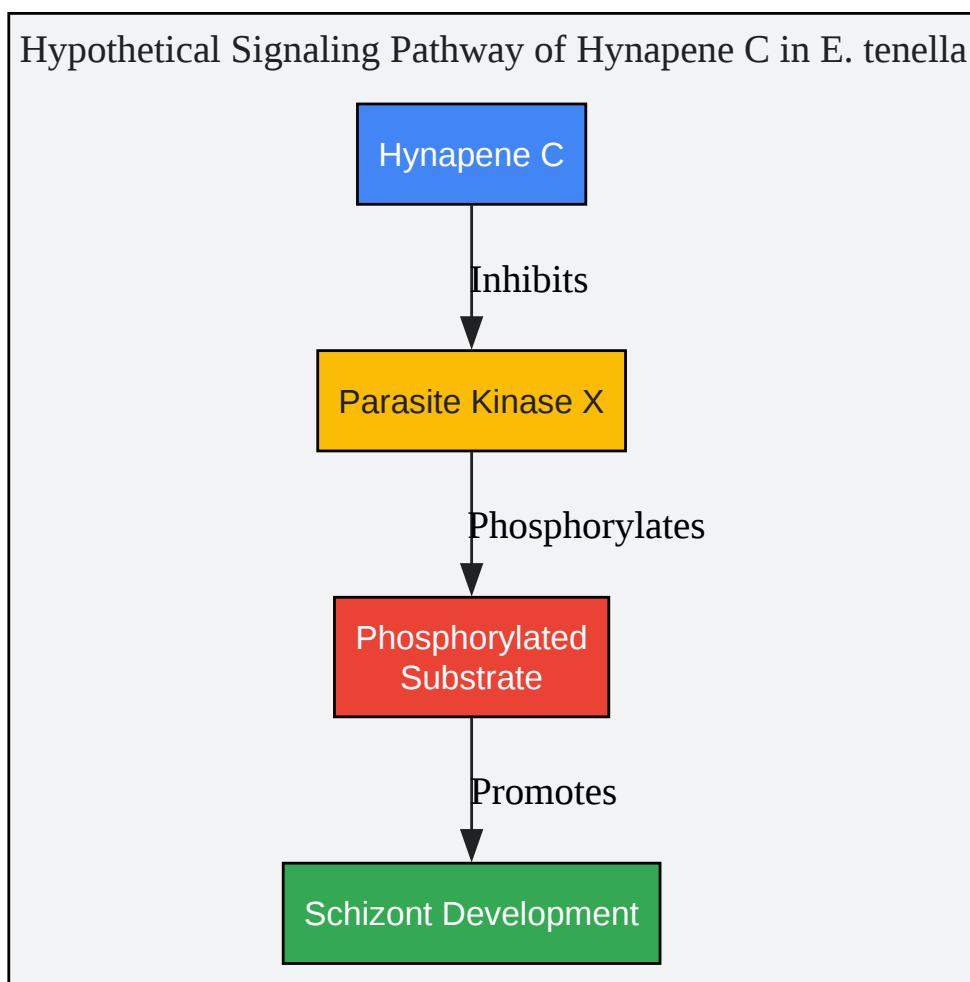 Hypothetical Signaling Pathway of Hynapene C in E. tenella
Hynapene C
Inhibits
Parasite Kinase X
Phosphorylates
Phosphorylated
Substrate
Promotes
Schizont Development